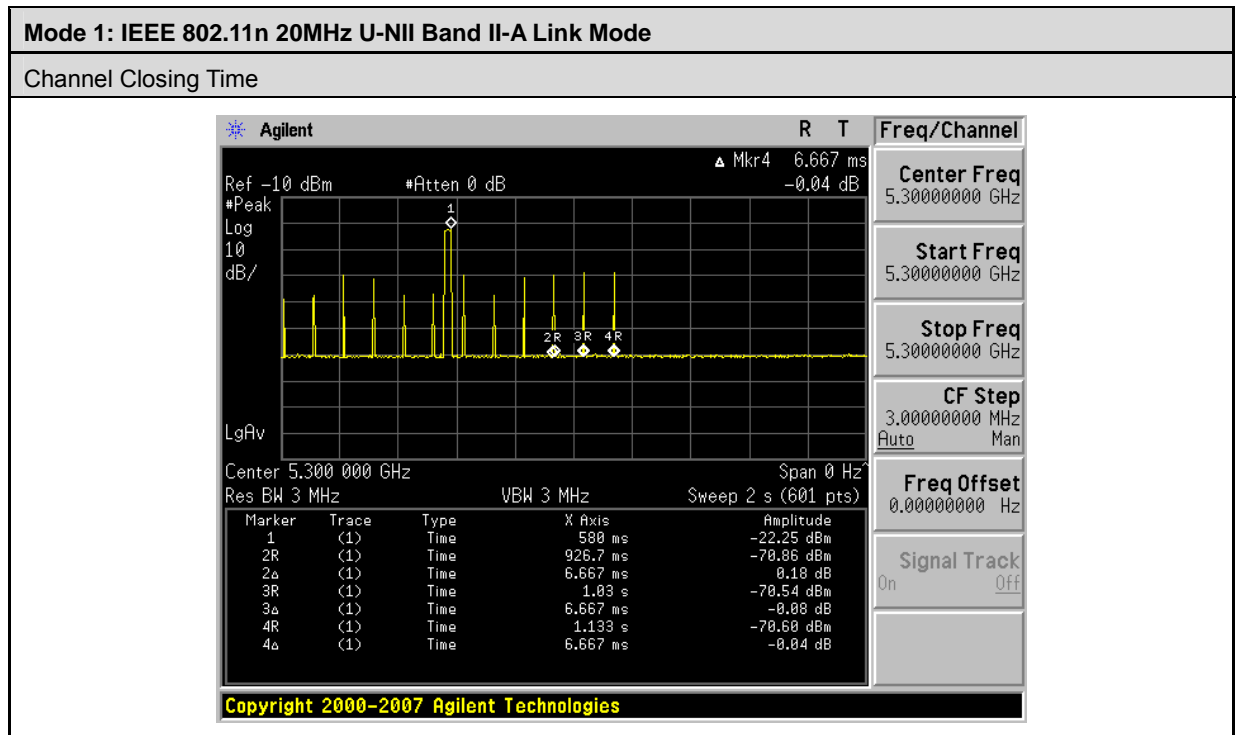 Mode 1: IEEE 802.11n 20MHz U-NII Band II-A Link Mode
Channel Closing Time
Agilent R T Freq/Channel
Δ Mkr4 6.667 ms
Ref -10 dBm #Atten 0 dB -0.04 dB
#Peak
Log
10
dB/
1
2R 3R 4R
LgAv
Center 5.300 000 GHz Span 0 Hz^
Res BW 3 MHz VBW 3 MHz Sweep 2 s (601 pts)
Marker Trace Type X Axis Amplitude
1 (1) Time 580 ms -22.25 dBm
2R (1) Time 926.7 ms -70.86 dBm
2Δ (1) Time 6.667 ms 0.18 dB
3R (1) Time 1.03 s -70.54 dBm
3Δ (1) Time 6.667 ms -0.08 dB
4R (1) Time 1.133 s -70.60 dBm
4Δ (1) Time 6.667 ms -0.04 dB
Center Freq
5.30000000 GHz
Start Freq
5.30000000 GHz
Stop Freq
5.30000000 GHz
CF Step
3.00000000 MHz
Auto Man
Freq Offset
0.00000000 Hz
Signal Track
On Off
Copyright 2000-2007 Agilent Technologies